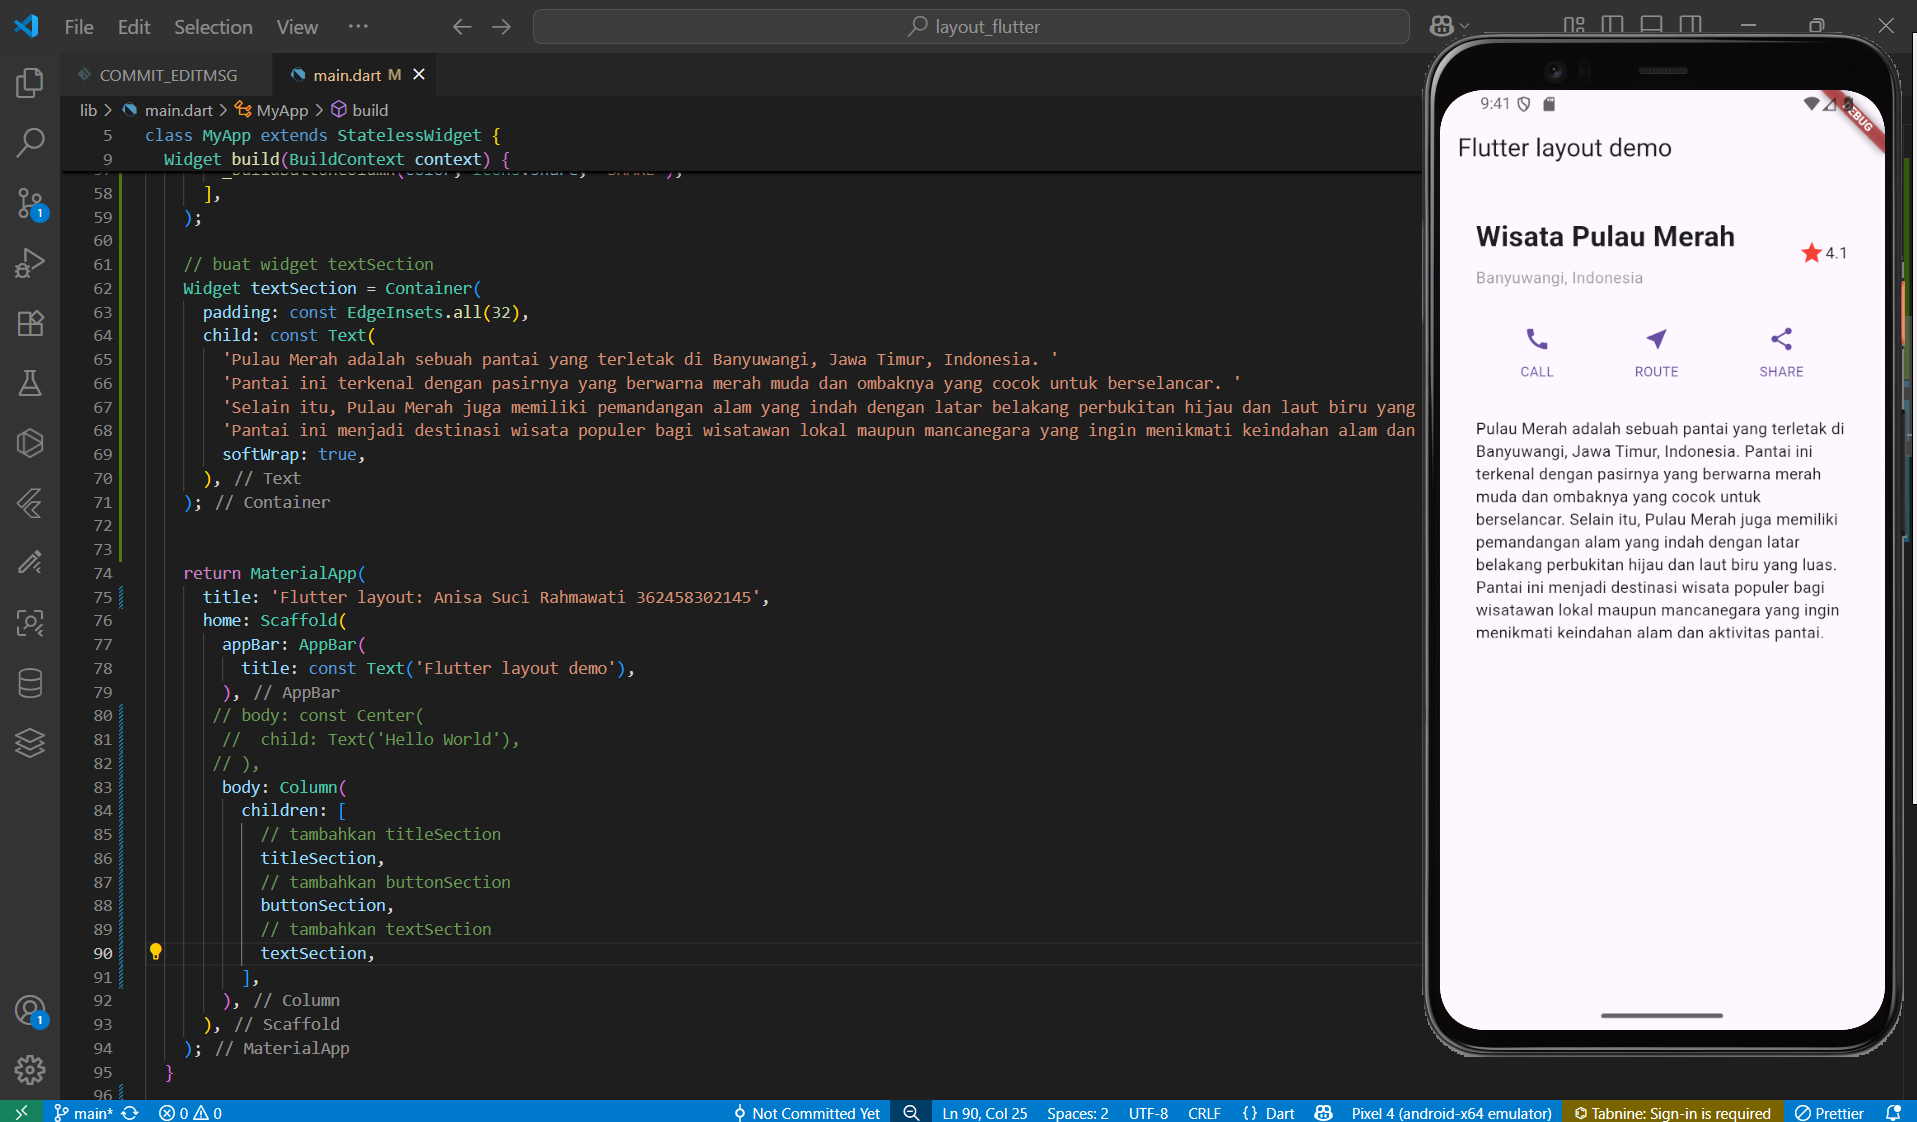 File Edit Selection View ···
layout_flutter
COMMIT_EDITMSG
main.dart M
lib > main.dart > MyApp > build
5 class MyApp extends StatelessWidget {
9 Widget build(BuildContext context) {
58 ],
59 );
60
61 // buat widget textSection
62 Widget textSection = Container(
63 padding: const EdgeInsets.all(32),
64 child: const Text(
65 'Pulau Merah adalah sebuah pantai yang terletak di Banyuwangi, Jawa Timur, Indonesia. '
66 'Pantai ini terkenal dengan pasirnya yang berwarna merah muda dan ombaknya yang cocok untuk berselancar. '
67 'Selain itu, Pulau Merah juga memiliki pemandangan alam yang indah dengan latar belakang perbukitan hijau dan laut biru yang
68 'Pantai ini menjadi destinasi wisata populer bagi wisatawan lokal maupun mancanegara yang ingin menikmati keindahan alam dan
69 softWrap: true,
70 ), // Text
71 ); // Container
72
73
74 return MaterialApp(
75 title: 'Flutter layout: Anisa Suci Rahmawati 362458302145',
76 home: Scaffold(
77 appBar: AppBar(
78 title: const Text('Flutter layout demo'),
79 ), // AppBar
80 // body: const Center(
81 //  child: Text('Hello World'),
82 // ),
83 body: Column(
84 children: [
85 // tambahkan titleSection
86 titleSection,
87 // tambahkan buttonSection
88 buttonSection,
89 // tambahkan textSection
90 textSection,
91 ],
92 ), // Column
93 ), // Scaffold
94 ); // MaterialApp
95 }
96
9:41
Flutter layout demo
Wisata Pulau Merah
4.1
Banyuwangi, Indonesia
CALL ROUTE SHARE
Pulau Merah adalah sebuah pantai yang terletak di
Banyuwangi, Jawa Timur, Indonesia. Pantai ini
terkenal dengan pasirnya yang berwarna merah
muda dan ombaknya yang cocok untuk
berselancar. Selain itu, Pulau Merah juga memiliki
pemandangan alam yang indah dengan latar
belakang perbukitan hijau dan laut biru yang luas.
Pantai ini menjadi destinasi wisata populer bagi
wisatawan lokal maupun mancanegara yang ingin
menikmati keindahan alam dan aktivitas pantai.
1
1
main* 0 0 Not Committed Yet Ln 90, Col 25 Spaces: 2 UTF-8 CRLF {} Dart Pixel 4 (android-x64 emulator) Tabnine: Sign-in is required Prettier